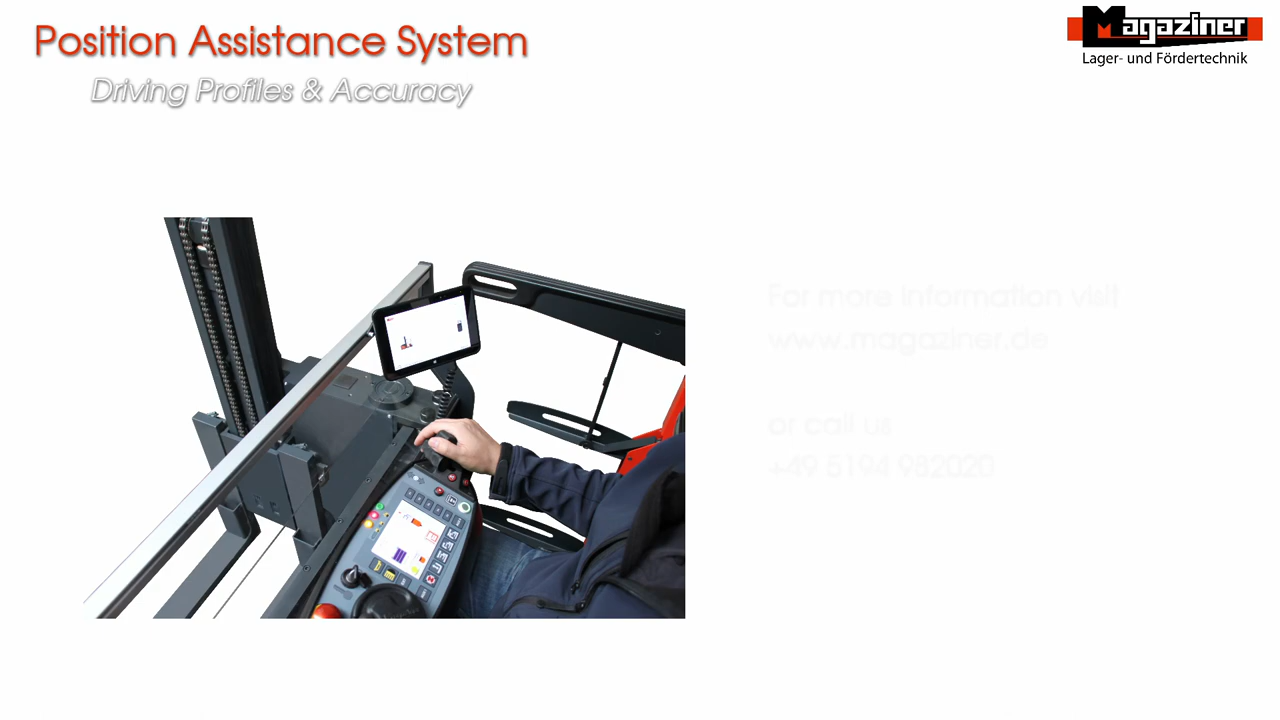 Position Assistance System
Driving Profiles & Accuracy
Magaziner
Lager- und Fördertechnik
For more information visit
www.magaziner.de
or call us
+49 5194 982020